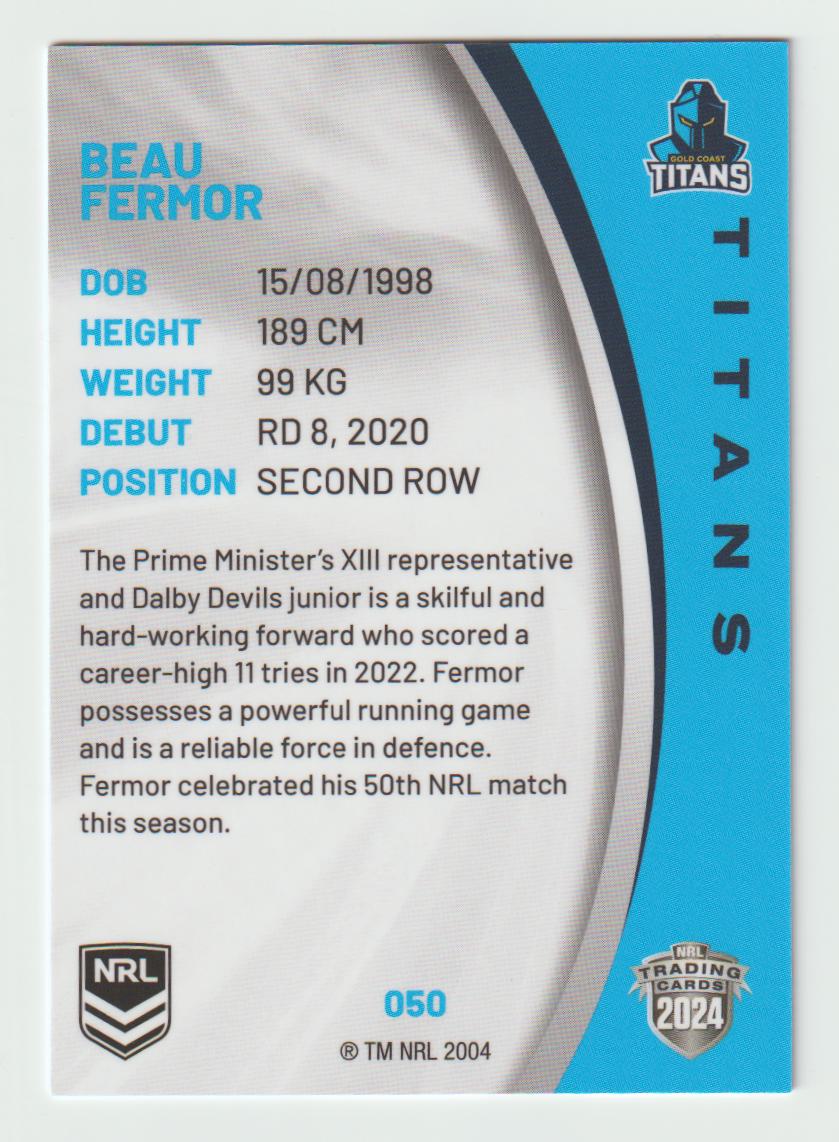 BEAU
FERMOR
DOB 15/08/1998
HEIGHT 189 CM
WEIGHT 99 KG
DEBUT RD 8, 2020
POSITION SECOND ROW
The Prime Minister's XIII representative
and Dalby Devils junior is a skilful and
hard-working forward who scored a
career-high 11 tries in 2022. Fermor
possesses a powerful running game
and is a reliable force in defence.
Fermor celebrated his 50th NRL match
this season.
NRL
050
® TM NRL 2004
GOLD COAST
TITANS
TITANS
NRL
TRADING
CARDS
2024